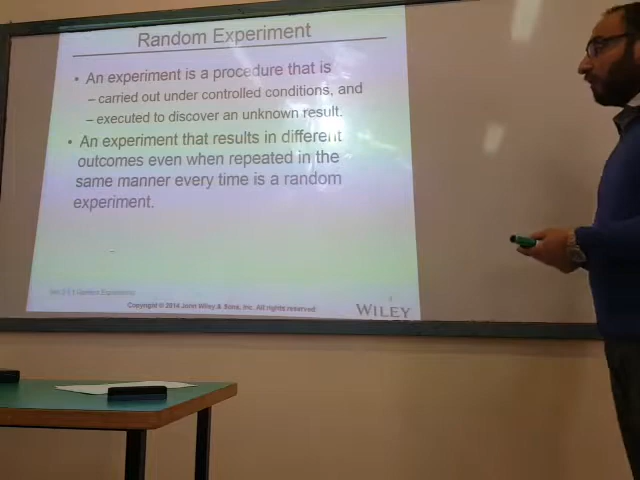 Random Experiment
• An experiment is a procedure that is
– carried out under controlled conditions, and
– executed to discover an unknown result.
• An experiment that results in different
outcomes even when repeated in the
same manner every time is a random
experiment.
Copyright © 2014 John Wiley & Sons, Inc. All rights reserved
WILEY